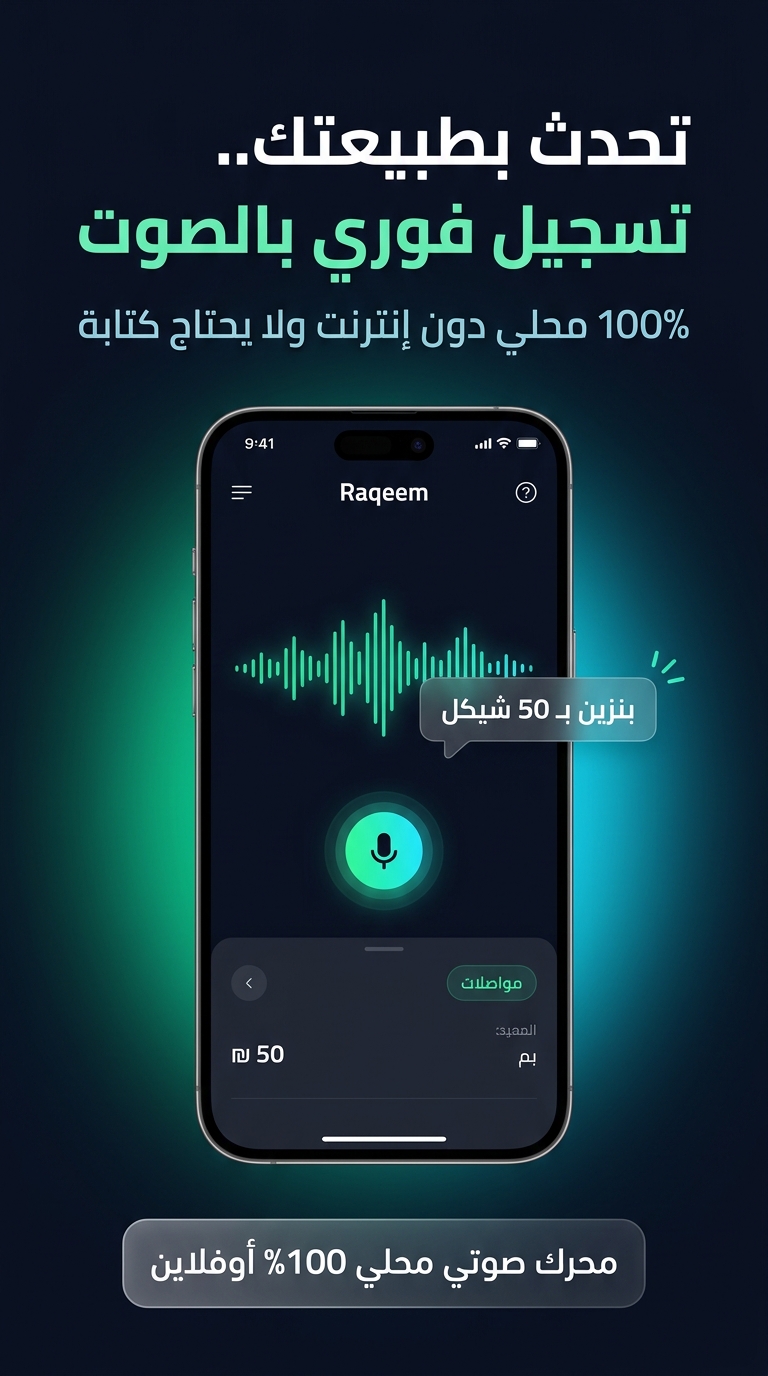 تحدث بطبيعتك..
تسجيل فوري بالصوت
100% محلي دون إنترنت ولا يحتاج كتابة
9:41
Raqeem
بنزين بـ 50 شيكل
مواصلات
بم
50 ₪
محرك صوتي محلي 100% أوفلاين